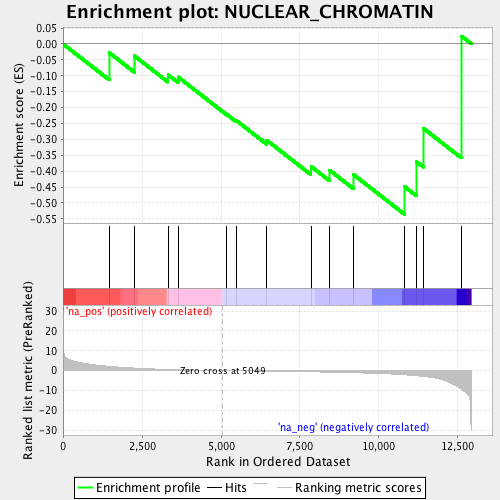 Enrichment plot: NUCLEAR_CHROMATIN
Enrichment score (ES)
0.05
0.00
-0.05
-0.10
-0.15
-0.20
-0.25
-0.30
-0.35
-0.40
-0.45
-0.50
-0.55
'na_pos' (positively correlated)
Ranked list metric (PreRanked)
30
20
10
0
-10
-20
-30
Zero cross at 5049
'na_neg' (negatively correlated)
0 2,500 5,000 7,500 10,000 12,500
Rank in Ordered Dataset
Enrichment profile Hits Ranking metric scores